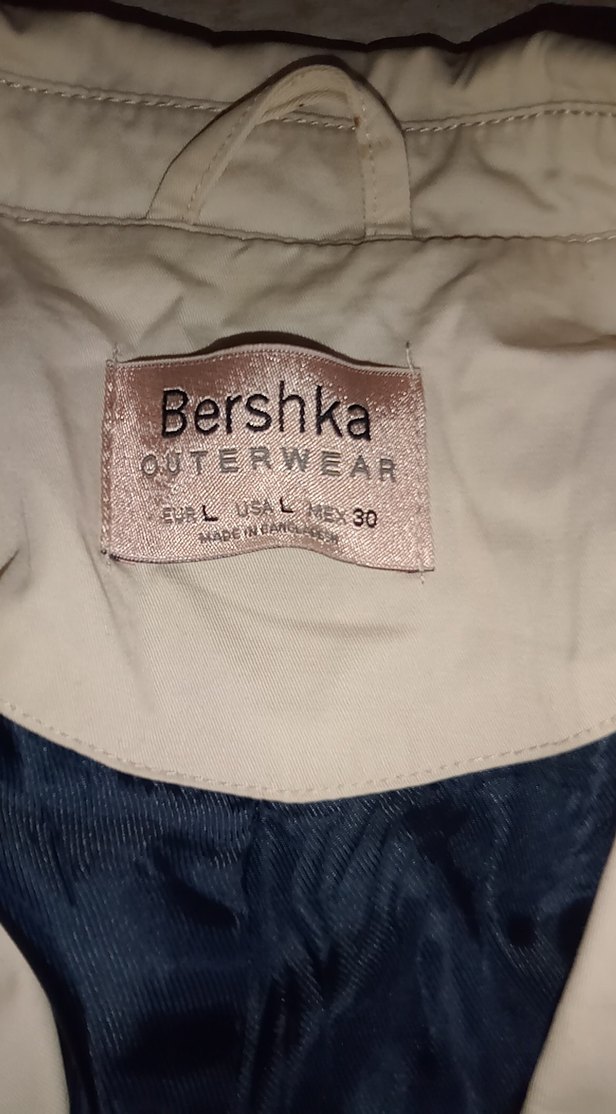 Bershka
OUTERWEAR
EUR L USA L MEX 30
MADE IN BANGLADESH